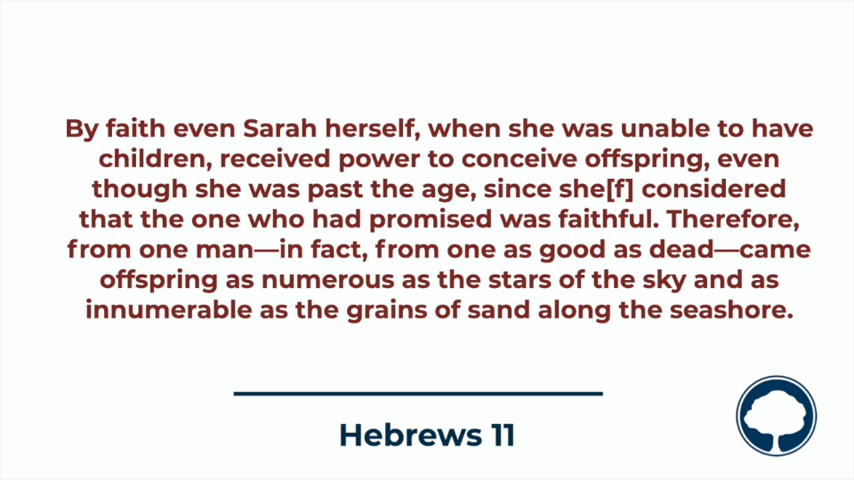 By faith even Sarah herself, when she was unable to have
children, received power to conceive offspring, even
though she was past the age, since she[f] considered
that the one who had promised was faithful. Therefore,
from one man—in fact, from one as good as dead—came
offspring as numerous as the stars of the sky and as
innumerable as the grains of sand along the seashore.
Hebrews 11